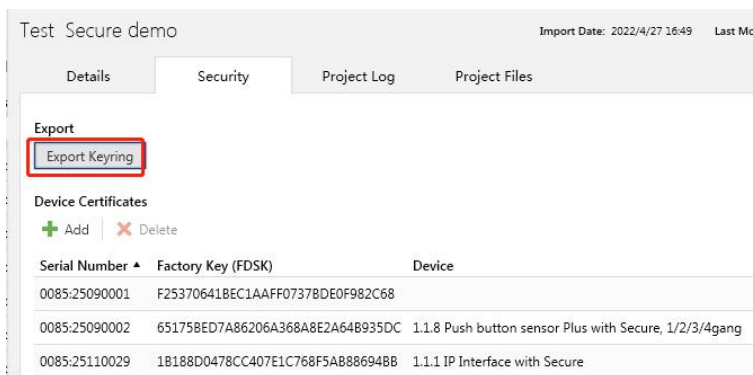 Test Secure demo Import Date: 2022/4/27 16:49 Last Mo
Details Security Project Log Project Files
Export
Export Keyring
Device Certificates
Add Delete
Serial Number Factory Key (FDSK) Device
0085:25090001 F25370641BEC1AAFF0737BDE0F982C68
0085:25090002 65175BED7A86206A368A8E2A64B935DC 1.1.8 Push button sensor Plus with Secure, 1/2/3/4gang
0085:25110029 1B188D0478CC407E1C768F5AB88694BB 1.1.1 IP Interface with Secure